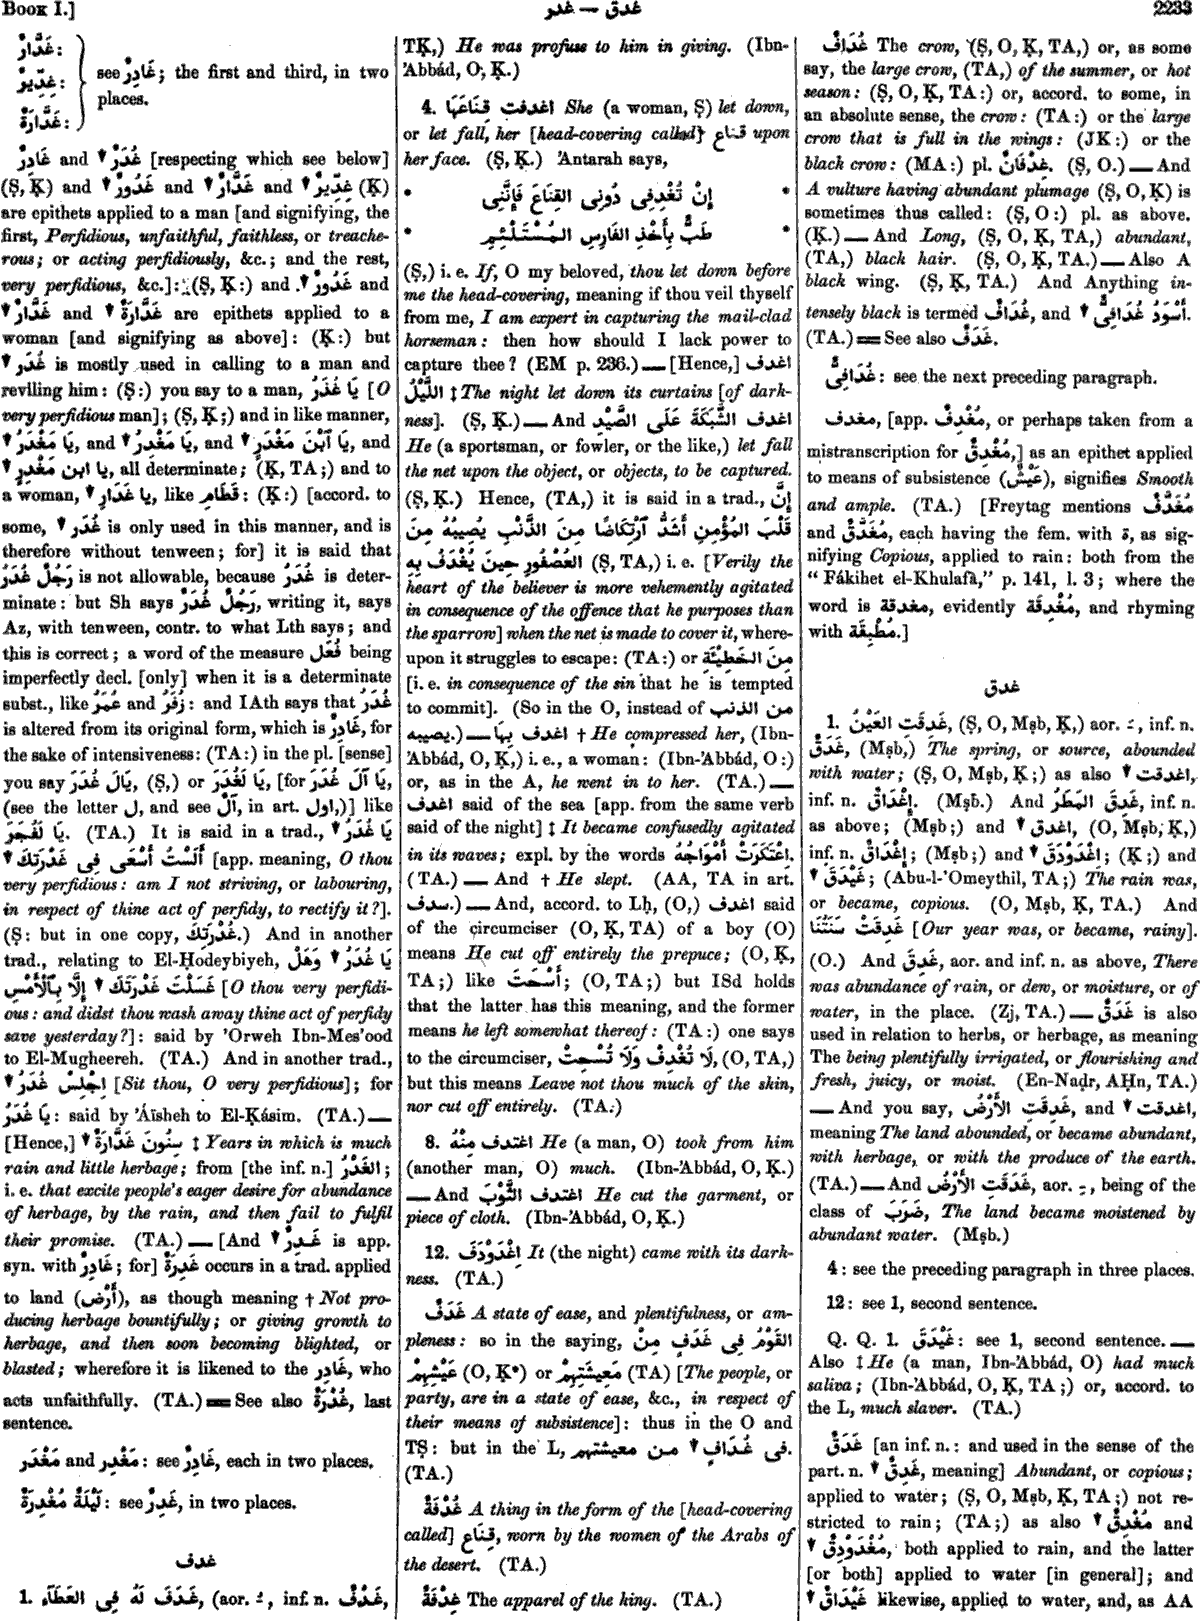 BOOK I.]
غدر — غدق
2233
غَدَّارٌ:
غِدِّيرٌ:
غَدَّارَةٌ:
see غَادِرٌ; the first and third, in two
places.
غَادِرٌ and ▼ غُدَرٌ [respecting which see below]
(Ṣ, Ḳ) and ▼ غَدُورٌ and ▼ غَدَّارٌ and ▼ غِدِّيرٌ (Ḳ)
are epithets applied to a man [and signifying, the
first, Perfidious, unfaithful, faithless, or treache-
rous; or acting perfidiously, &c.; and the rest,
very perfidious, &c.]: (Ṣ, Ḳ:) and ▼ غَدُورٌ and
▼ غَدَّارٌ and ▼ غَدَّارَةٌ are epithets applied to a
woman [and signifying as above]: (Ḳ:) but
▼ غُدَر is mostly used in calling to a man and
reviling him: (Ṣ:) you say to a man, يَا غُدَرُ [O
very perfidious man]; (Ṣ, Ḳ;) and in like manner,
▼ يَا مَغْدَرُ, and ▼ يَا مَغْدِرُ, and ▼ يَا ٱبْنَ مَغْدَرٍ, and
▼ يا ابن مَغْدِرٍ, all determinate; (Ḳ, TA;) and to
a woman, ▼ يا غَدَارِ, like قَطَامِ: (Ḳ:) [accord. to
some, ▼ غُدَر is only used in this manner, and is
therefore without tenween; for] it is said that
رَجُلٌ غُدَرُ is not allowable, because غُدَرُ is deter-
minate: but Sh says رَجُلٌ غُدَرٌ, writing it, says
Az, with tenween, contr. to what Lth says; and
this is correct; a word of the measure فُعَل being
imperfectly decl. [only] when it is a determinate
subst., like عُمَرُ and زُفَرُ: and IAth says that غُدَرُ
is altered from its original form, which is غَادِرٌ, for
the sake of intensiveness: (TA:) in the pl. [sense]
you say يَالَ غُدَرَ, (Ṣ,) or يَا لَغُدَرَ, [for يَا آلَ غُدَرَ,
(see the letter ل, and see آلٌ, in art. اول,)] like
يَا لَفُجَرَ. (TA.) It is said in a trad., ▼ يَا غُدَرُ
▼ أَلَسْتُ أَسْعَى فِى غَدْرَتِكَ [app. meaning, O thou
very perfidious: am I not striving, or labouring,
in respect of thine act of perfidy, to rectify it?].
(Ṣ: but in one copy, غُدْرَتِكَ.) And in another
trad., relating to El-Ḥodeybiyeh, ▼ يَا غُدَرُ وَهَلْ
غَسَلْتَ غَدْرَتَكَ ▼ إِلَّا بِٱلْأَمْسِ [O thou very perfidi-
ous: and didst thou wash away thine act of perfidy
save yesterday?]: said by 'Orweh Ibn-Mes'ood
to El-Mugheereh. (TA.) And in another trad.,
▼ اِجْلِسْ غُدَرُ [Sit thou, O very perfidious]; for
يَا غُدَرُ: said by 'Áïsheh to El-Ḳásim. (TA.) —
[Hence,] ▼ سِنُونَ غَدَّارَةٌ ‡ Years in which is much
rain and little herbage; from [the inf. n.] الغَدْرُ;
i. e. that excite people's eager desire for abundance
of herbage, by the rain, and then fail to fulfil
their promise. (TA.) — [And ▼ غَدِرٌ is app.
syn. with غَادِرٌ; for] غَدِرَةٌ occurs in a trad. applied
to land (أَرْض), as though meaning † Not pro-
ducing herbage bountifully; or giving growth to
herbage, and then soon becoming blighted, or
blasted; wherefore it is likened to the غَادِر, who
acts unfaithfully. (TA.) ═ See also غُدْرَةٌ, last
sentence.
مَغْدَر and مَغْدِر: see غَادِرٌ, each in two places.
لَيْلَةٌ مُغْدِرَةٌ: see غَدِرٌ, in two places.
غدف
1. غَدَفَ لَهُ فِى العَطَآءِ, (aor. ـُ, inf. n. غَدْفٌ,
TḲ,) He was profuse to him in giving. (Ibn-
'Abbád, O, Ḳ.)
4. اغدفت قِنَاعَهَا She (a woman, Ṣ) let down,
or let fall, her [head-covering called] قناع upon
her face. (Ṣ, Ḳ.) 'Antarah says,
* إِنْ تُغْدِفِى دُونِى القِنَاعَ فَإِنَّنِى *
* طَبٌّ بِأَخْذِ الفَارِسِ المُسْتَلْئِمِ *
(Ṣ,) i. e. If, O my beloved, thou let down before
me the head-covering, meaning if thou veil thyself
from me, I am expert in capturing the mail-clad
horseman: then how should I lack power to
capture thee? (EM p. 236.) — [Hence,] اغدف
اللَّيْلُ ‡ The night let down its curtains [of dark-
ness]. (Ṣ, Ḳ.) — And اغدف الشَّبَكَةَ عَلَى الصَّيْدِ
He (a sportsman, or fowler, or the like,) let fall
the net upon the object, or objects, to be captured.
(Ṣ, Ḳ.) Hence, (TA,) it is said in a trad., إِنَّ
قَلْبَ المُؤْمِنِ أَشَدُّ ٱرْتِكَاضًا مِنَ الذَّنْبِ يُصِيبُهُ مِنَ
العُصْفُورِ حِينَ يُغْدَفُ بِهِ (Ṣ, TA,) i. e. [Verily the
heart of the believer is more vehemently agitated
in consequence of the offence that he purposes than
the sparrow] when the net is made to cover it, where-
upon it struggles to escape: (TA:) or مِنَ الخَطِيْئَةِ
[i. e. in consequence of the sin that he is tempted
to commit]. (So in the O, instead of من الذنب
يصيبه.) — اغدف بِهَا † He compressed her, (Ibn-
'Abbád, O, Ḳ,) i. e., a woman: (Ibn-'Abbád, O:)
or, as in the A, he went in to her. (TA.) —
اغدف said of the sea [app. from the same verb
said of the night] ‡ It became confusedly agitated
in its waves; expl. by the words اِعْتَكَرَتْ أَمْوَاجُهُ.
(TA.) — And † He slept. (AA, TA in art.
سدف.) — And, accord. to Lḥ, (O,) اغدف said
of the circumciser (O, Ḳ, TA) of a boy (O)
means He cut off entirely the prepuce; (O, Ḳ,
TA;) like أَسْحَتَ; (O, TA;) but ISd holds
that the latter has this meaning, and the former
means he left somewhat thereof: (TA:) one says
to the circumciser, لَا تُغْدِفْ وَلَا تُسْحِتْ, (O, TA,)
but this means Leave not thou much of the skin,
nor cut off entirely. (TA.)
8. اغتدف مِنْهُ He (a man, O) took from him
(another man, O) much. (Ibn-'Abbád, O, Ḳ.)
— And اغتدف الثَّوْبَ He cut the garment, or
piece of cloth. (Ibn-'Abbád, O, Ḳ.)
12. اِغْدَوْدَفَ It (the night) came with its dark-
ness. (TA.)
غَدَفٌ A state of ease, and plentifulness, or am-
pleness: so in the saying, القَوْمُ فِى غَدَفٍ مِنْ
عَيْشِهِمْ (O, Ḳ*) or مَعِيشَتِهِمْ (TA) [The people, or
party, are in a state of ease, &c., in respect of
their means of subsistence]: thus in the O and
TṢ: but in the L, فى غُدَافٍ ▼ من معيشتهم.
(TA.)
غُدْفَةٌ A thing in the form of the [head-covering
called] قِنَاع, worn by the women of the Arabs of
the desert. (TA.)
غِدْفَةٌ The apparel of the king. (TA.)
غُدَافٌ The crow, (Ṣ, O, Ḳ, TA,) or, as some
say, the large crow, (TA,) of the summer, or hot
season: (Ṣ, O, Ḳ, TA:) or, accord. to some, in
an absolute sense, the crow: (TA:) or the large
crow that is full in the wings: (JK:) or the
black crow: (MA:) pl. غِدْفَانٌ. (Ṣ, O.) — And
A vulture having abundant plumage (Ṣ, O, Ḳ) is
sometimes thus called: (Ṣ, O:) pl. as above.
(Ḳ.) — And Long, (Ṣ, O, Ḳ, TA,) abundant,
(TA,) black hair. (Ṣ, O, Ḳ, TA.) — Also A
black wing. (Ṣ, Ḳ, TA.) And Anything in-
tensely black is termed غُدَافٌ, and ▼ أَسْوَدُ غُدَافِىٌّ.
(TA.) ═ See also غَدَفٌ.
غُدَافِىٌّ: see the next preceding paragraph.
مغدف, [app. مُغْدِفٌ, or perhaps taken from a
mistranscription for مُغْدِقٌ,] as an epithet applied
to means of subsistence (عَيْشٌ), signifies Smooth
and ample. (TA.) [Freytag mentions مُغَدَّفٌ
and مُغَدَّقٌ, each having the fem. with ة, as sig-
nifying Copious, applied to rain: both from the
"Fákihet el-Khulafà," p. 141, l. 3; where the
word is مغدقة, evidently مُغْدِقَة, and rhyming
with مُطْبِقَة.]
غدق
1. غَدِقَتِ العَيْنُ, (Ṣ, O, Mṣb, Ḳ,) aor. ـَ, inf. n.
غَدَقٌ, (Mṣb,) The spring, or source, abounded
with water; (Ṣ, O, Mṣb, Ḳ;) as also ▼ اغدقت,
inf. n. إِغْدَاقٌ. (Mṣb.) And غَدِقَ المَطَرُ, inf. n.
as above; (Mṣb;) and ▼ اغدق, (O, Mṣb, Ḳ,)
inf. n. إِغْدَاقٌ; (Mṣb;) and ▼ اِغْدَوْدَقَ; (Ḳ;) and
▼ غَيْدَقَ; (Abu-l-'Omeythil, TA;) The rain was,
or became, copious. (O, Mṣb, Ḳ, TA.) And
غَدِقَتْ سَنَتُنَا [Our year was, or became, rainy].
(O.) And غَدِقَ, aor. and inf. n. as above, There
was abundance of rain, or dew, or moisture, or of
water, in the place. (Zj, TA.) — غَدَقٌ is also
used in relation to herbs, or herbage, as meaning
The being plentifully irrigated, or flourishing and
fresh, juicy, or moist. (En-Naḍr, AḤn, TA.)
— And you say, غَدِقَتِ الأَرْضُ, and ▼ اغدقت,
meaning The land abounded, or became abundant,
with herbage, or with the produce of the earth.
(TA.) — And غَدَقَتِ الأَرْضُ, aor. ـِ, being of the
class of ضَرَبَ, The land became moistened by
abundant water. (Mṣb.)
4: see the preceding paragraph in three places.
12: see 1, second sentence.
Q. Q. 1. غَيْدَقَ: see 1, second sentence. —
Also ‡ He (a man, Ibn-'Abbád, O) had much
saliva; (Ibn-'Abbád, O, Ḳ, TA;) or, accord. to
the L, much slaver. (TA.)
غَدَقٌ [an inf. n.: and used in the sense of the
part. n. ▼ غَدِقٌ, meaning] Abundant, or copious;
applied to water; (Ṣ, O, Mṣb, Ḳ, TA;) not re-
stricted to rain; (TA;) as also ▼ مُغْدِقٌ and
▼ مُغْدَوْدِقٌ, both applied to rain, and the latter
[or both] applied to water [in general]; and
▼ غَيْدَاقٌ likewise, applied to water, and, as AA